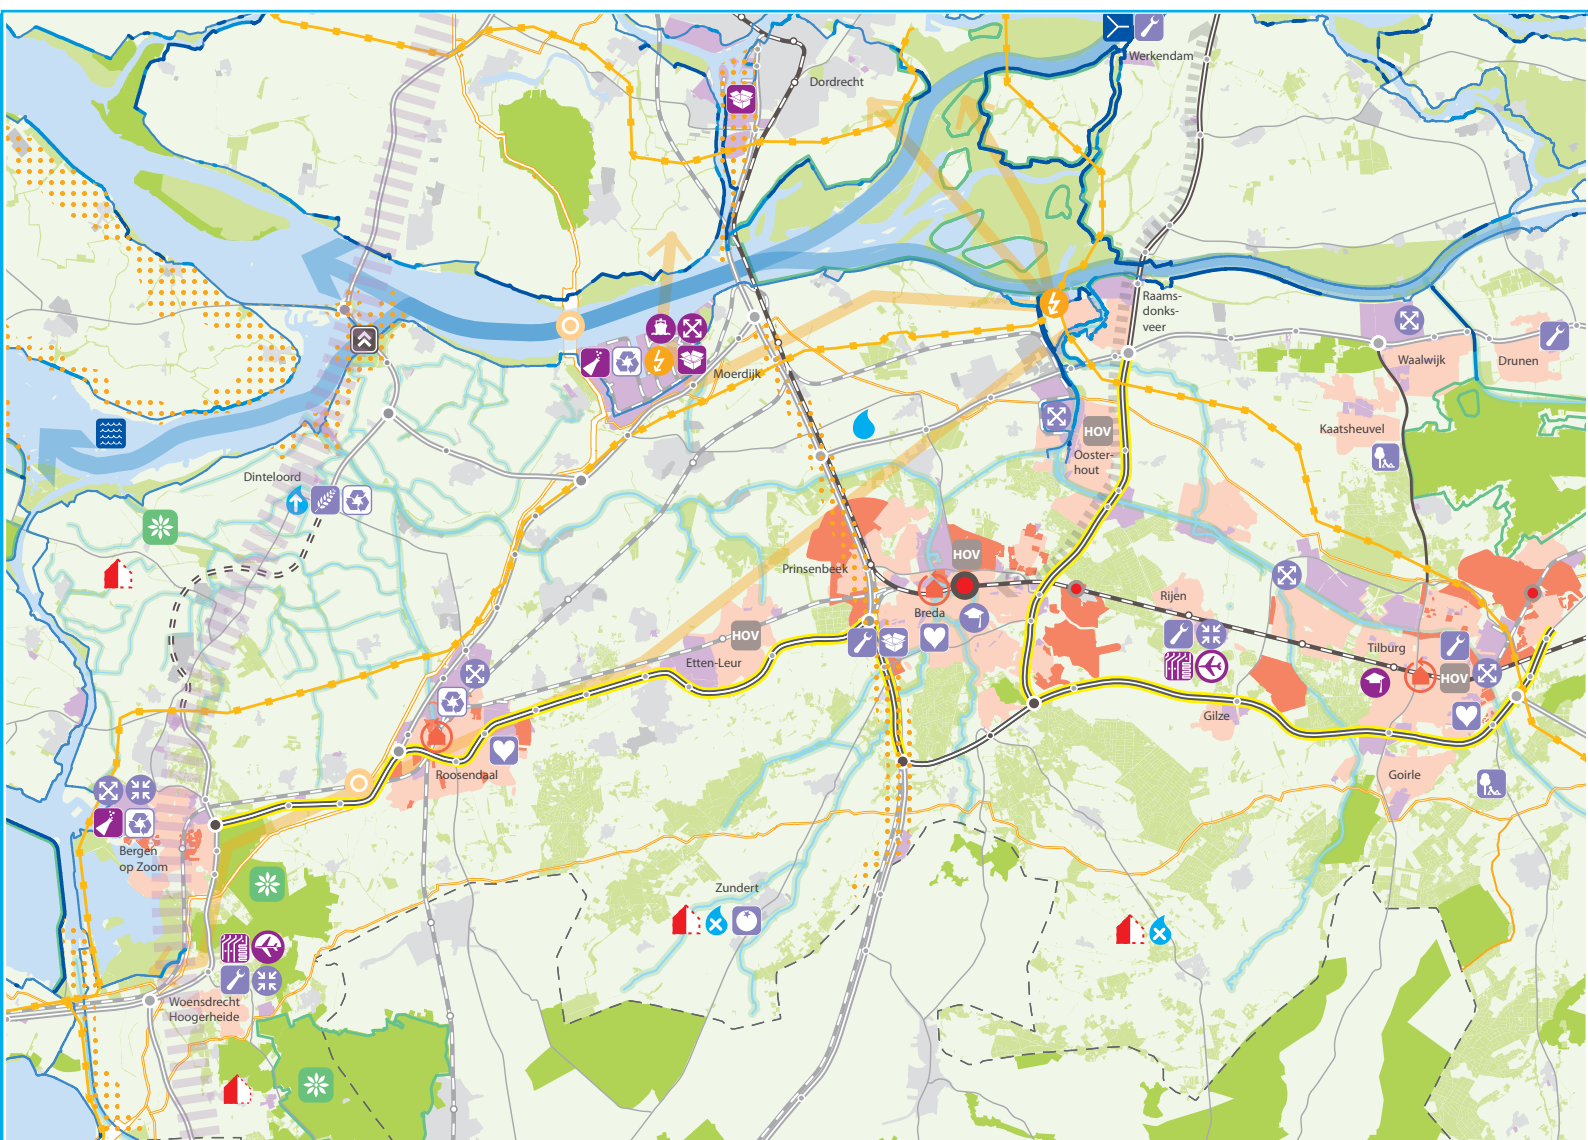 Werkendam
Dordrecht
Raams-
donks-
veer
Waalwijk
Drunen
Moerdijk
Kaatsheuvel
HOV
Ooster-
hout
Dinteloord
HOV
Prinsenbeek
Rijen
Breda
HOV
Etten-Leur
Tilburg
HOV
Gilze
Roosendaal
Goirle
Bergen
op Zoom
Zundert
Woensdrecht
Hoogerheide